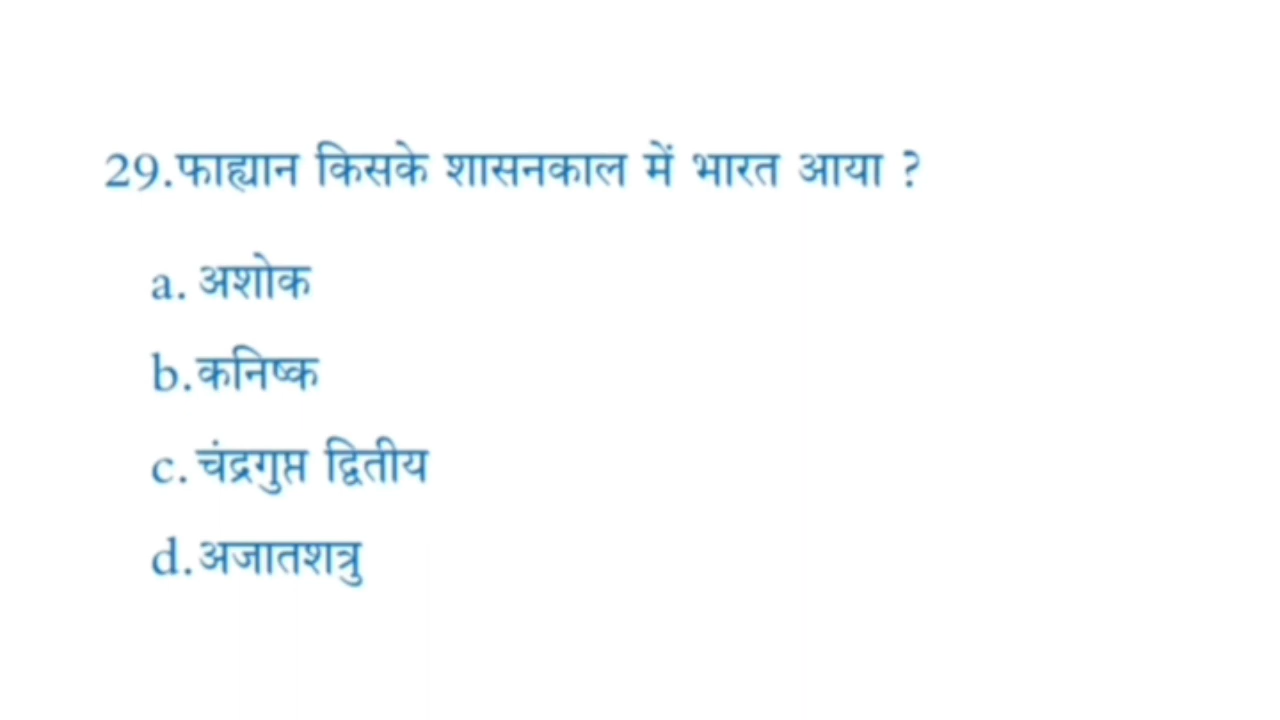 29.फाह्यान किसके शासनकाल में भारत आया ?
a. अशोक
b.कनिष्क
c. चंद्रगुप्त द्वितीय
d.अजातशत्रु